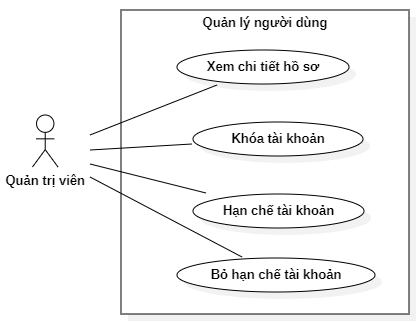 Quản lý người dùng
Xem chi tiết hồ sơ
Khóa tài khoản
Quản trị viên
Hạn chế tài khoản
Bỏ hạn chế tài khoản